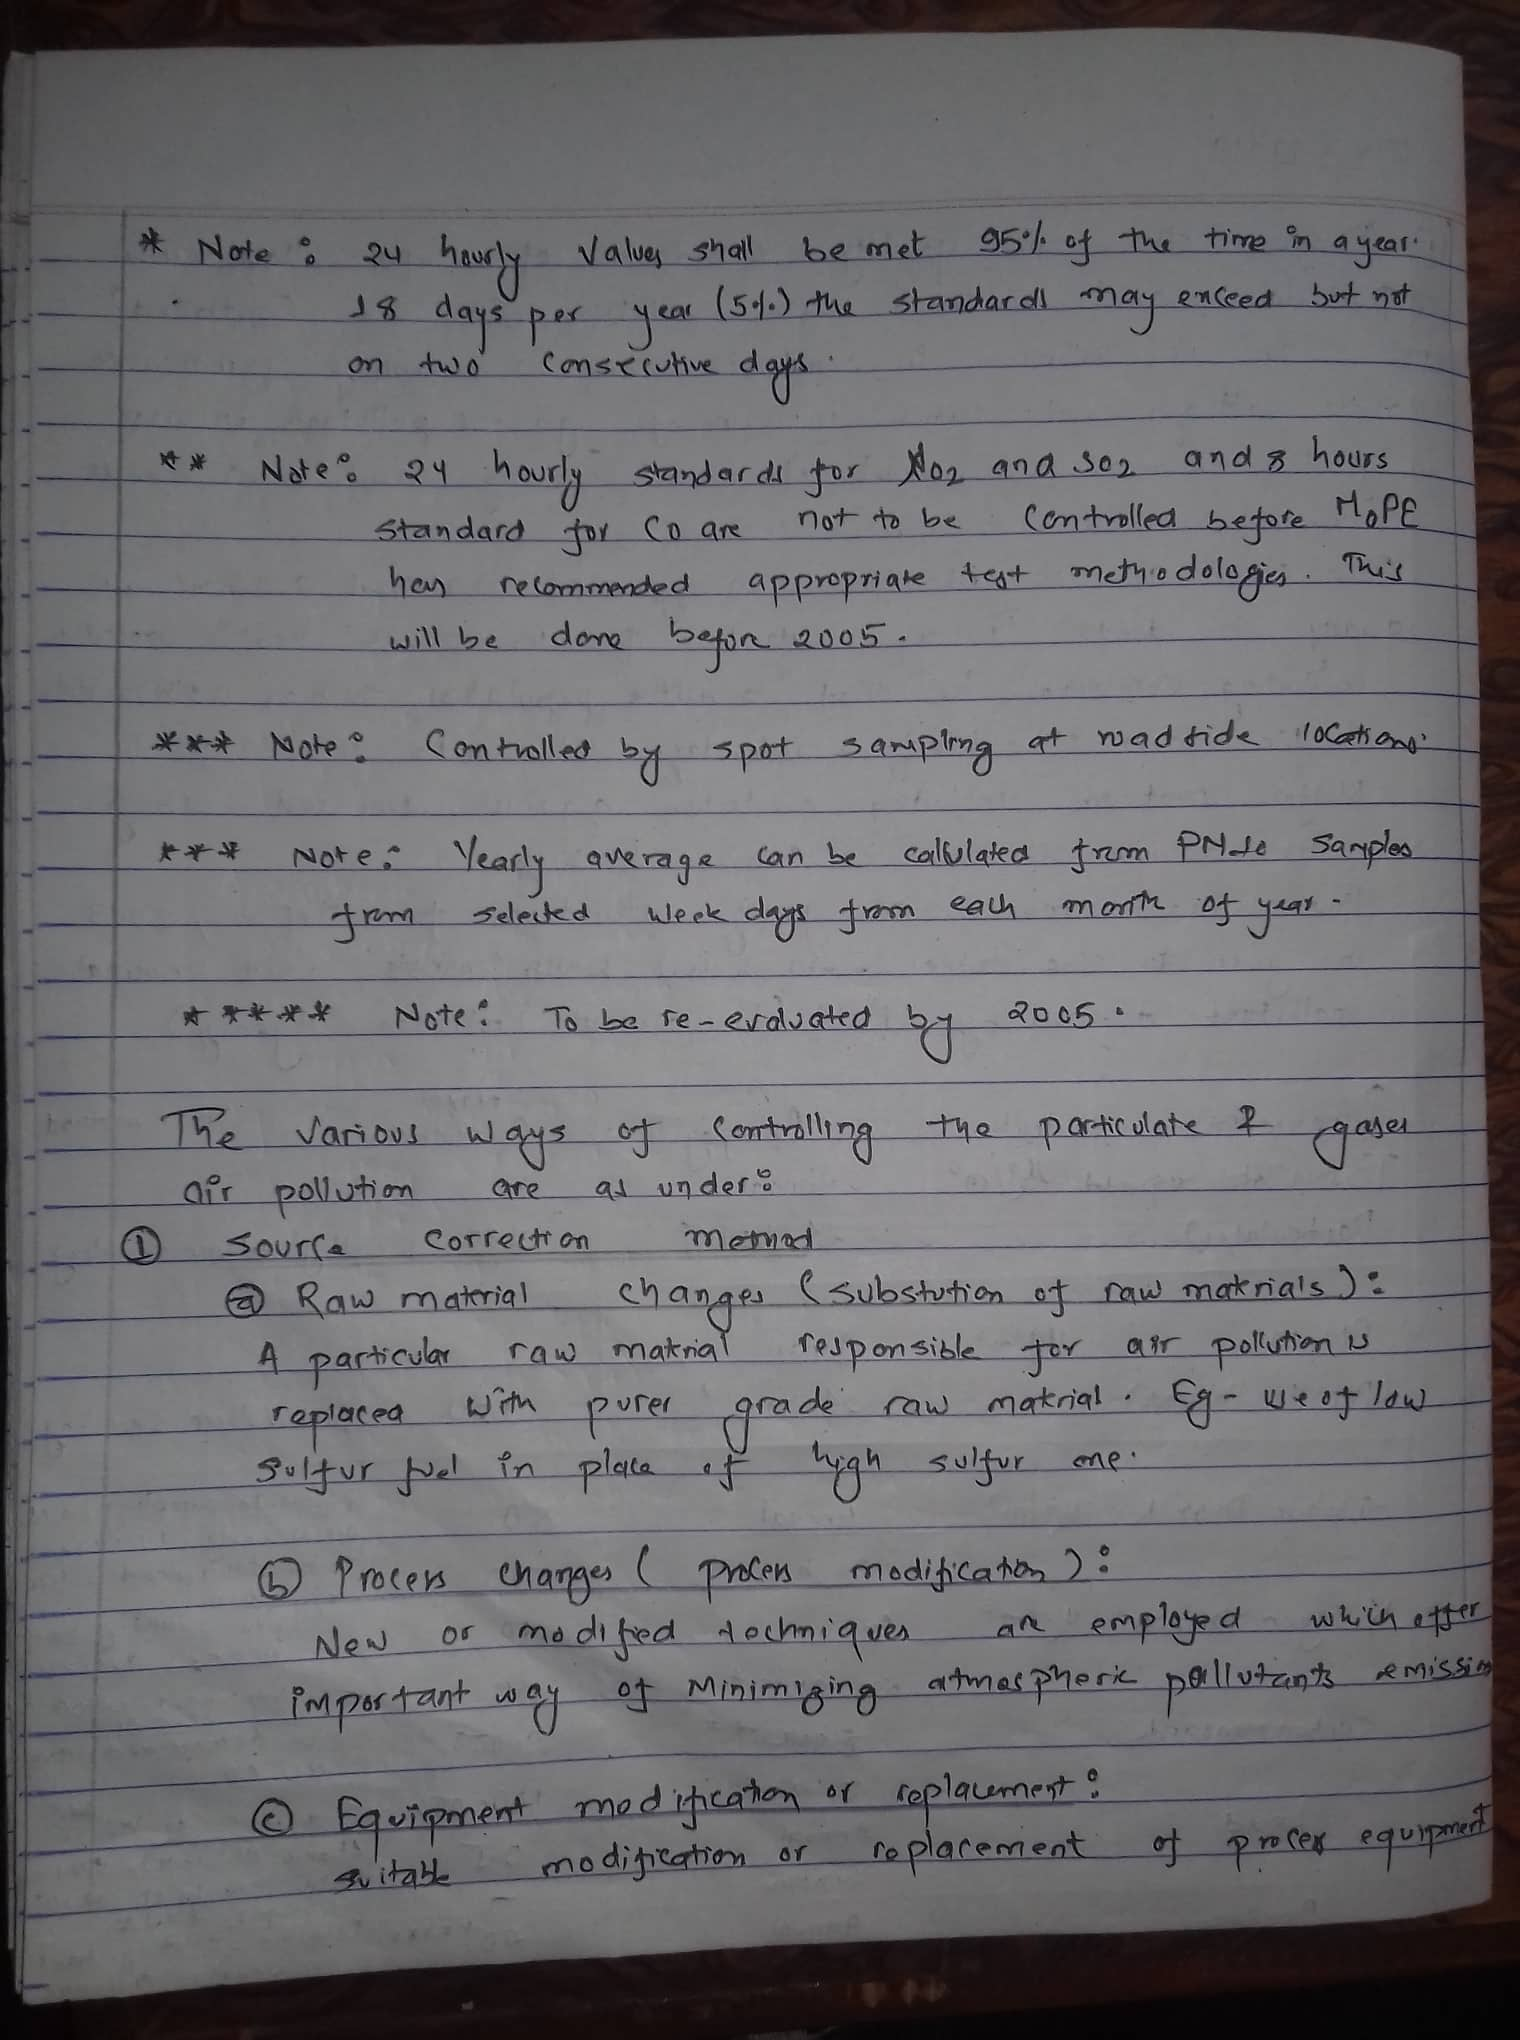 * Note : 24 hourly values shall be met 95% of the time in a year.
18 days per year (5%) the standards may exceed but not
on two consecutive days.
** Note: 24 hourly standards for NO2 and SO2 and 8 hours
standard for CO are not to be controlled before MoPE
has recommended appropriate test methodologies. This
will be done before 2005.
*** Note: Controlled by spot sampling at roadside locations.
*** Note: Yearly average can be calculated from PM10 Samples
from selected week days from each month of year.
***** Note: To be re-evaluated by 2005.
The various ways of controlling the particulate & gases
air pollution are as under:
① Source correction method
ⓐ Raw material changes (substution of raw materials):
A particular raw material responsible for air pollution is
replaced with purer grade raw material. Eg- use of low
sulfur fuel in place of high sulfur one.
ⓑ Process changes ( process modification):
New or modified techniques are employed which offer
important way of Minimizing atmospheric pollutants emission
ⓒ Equipment modification or replacement:
suitable modification or replacement of process equipment